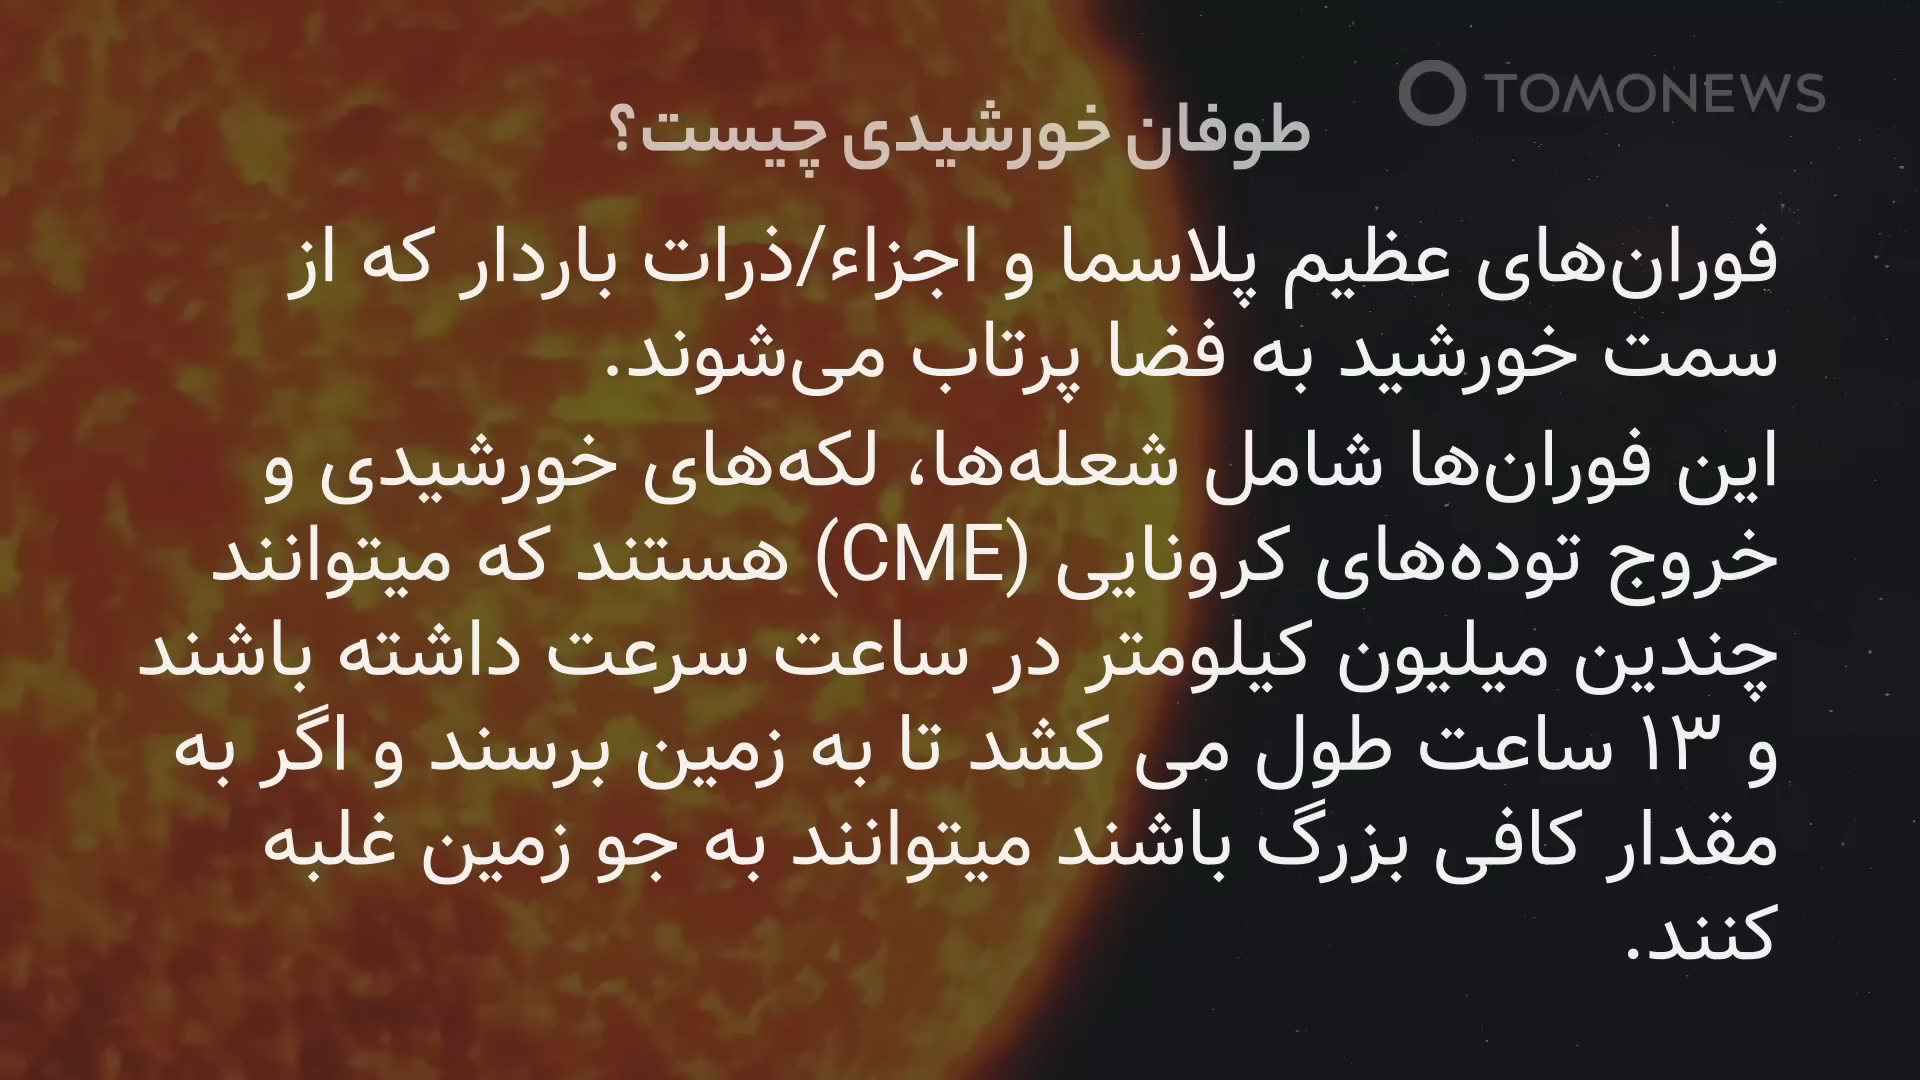 TOMONEWS
طوفان خورشیدی چیست؟
فوران‌های عظیم پلاسما و اجزاء/ذرات باردار که از
سمت خورشید به فضا پرتاب می‌شوند.
این فوران‌ها شامل شعله‌ها، لکه‌های خورشیدی و
خروج توده‌های کرونایی (CME) هستند که میتوانند
چندین میلیون کیلومتر در ساعت سرعت داشته باشند
و ۱۳ ساعت طول می کشد تا به زمین برسند و اگر به
مقدار کافی بزرگ باشند میتوانند به جو زمین غلبه
کنند.